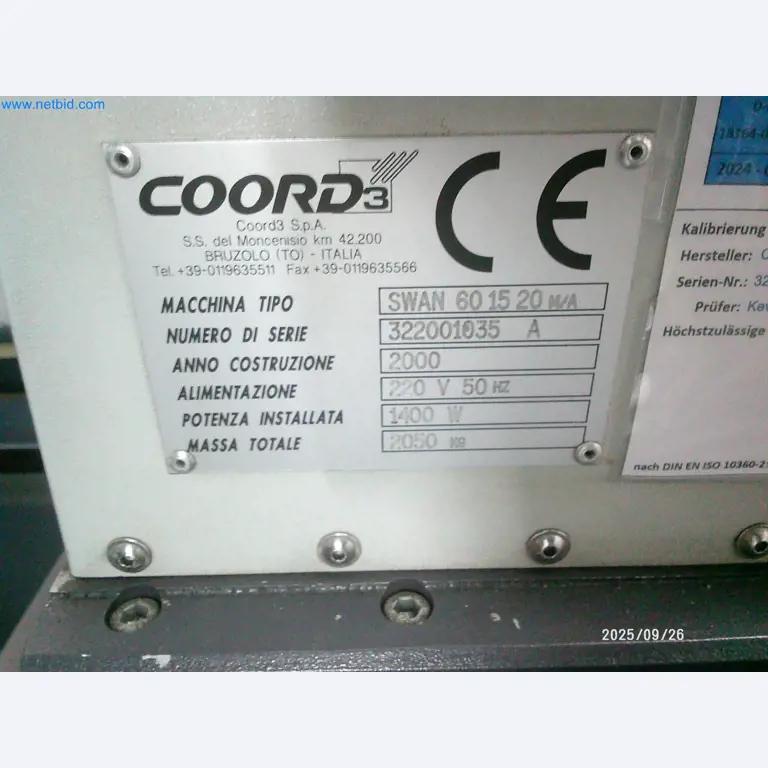 www.netbid.com
COORD3
CE
Coord3 S.p.A.
S.S. del Moncenisio km 42.200
BRUZOLO (TO) - ITALIA
Tel. +39-0119635511 Fax +39-0119635566
MACCHINA TIPO SWAN 60 15 20 M/A
NUMERO DI SERIE 322001035 A
ANNO COSTRUZIONE 2000
ALIMENTAZIONE 220 V 50 HZ
POTENZA INSTALLATA 1400 W
MASSA TOTALE 2050 KG
2024 -
Kalibrierung
Hersteller:
Serien-Nr.: 32
Prüfer:
Höchstzulässige
nach DIN EN ISO 10360-2
2025/09/26